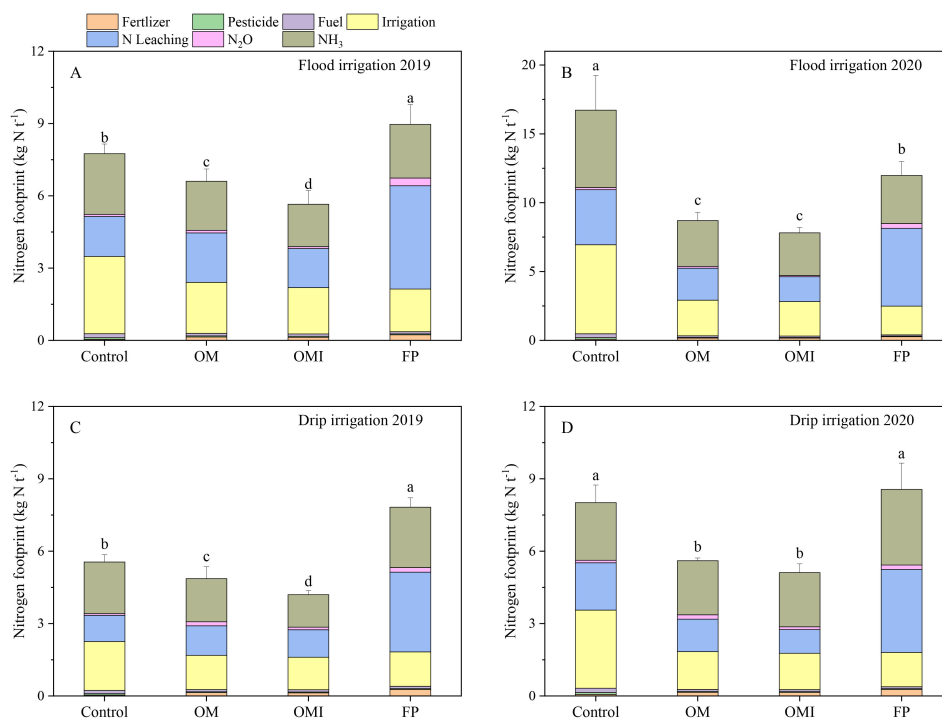 Fertlizer Pesticide Fuel Irrigation
N Leaching N₂O NH₃
A Flood irrigation 2019
Nitrogen footprint (kg N t⁻¹)
12
9
6
3
0
b
c
d
a
Control OM OMI FP
B Flood irrigation 2020
Nitrogen footprint (kg N t⁻¹)
20
15
10
5
0
a
c
c
b
Control OM OMI FP
C Drip irrigation 2019
Nitrogen footprint (kg N t⁻¹)
12
9
6
3
0
b
c
d
a
Control OM OMI FP
D Drip irrigation 2020
Nitrogen footprint (kg N t⁻¹)
12
9
6
3
0
a
b
b
a
Control OM OMI FP